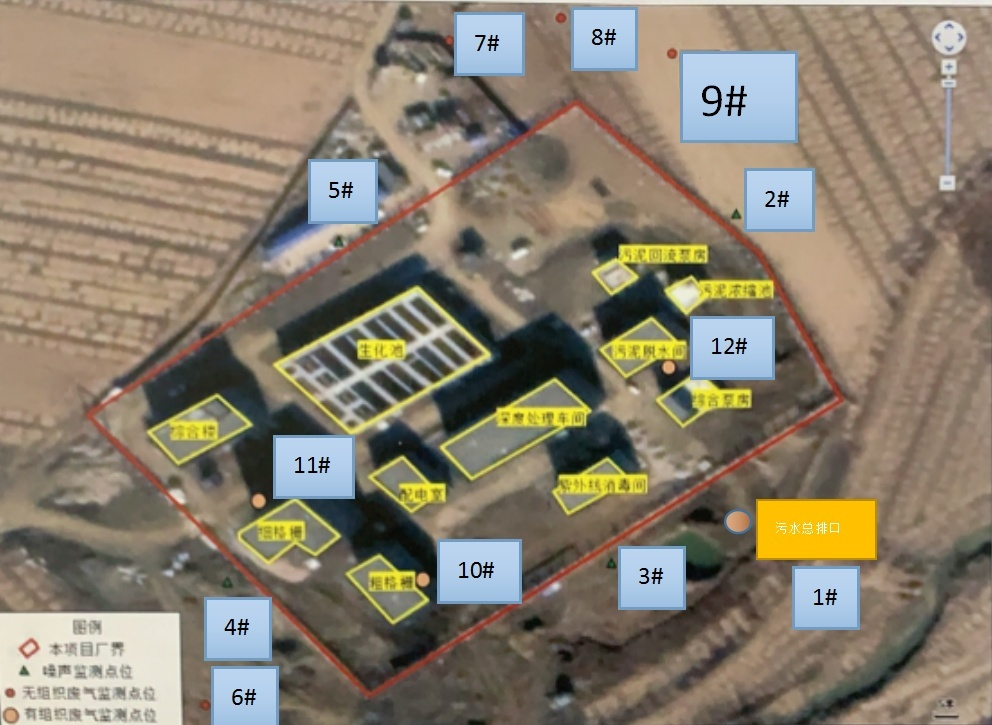 7#
8#
9#
5#
2#
污泥回流泵房
污泥浓缩池
生化池
污泥脱水间
12#
综合泵房
深度处理车间
综合楼
11#
配电室
紫外线消毒间
细格栅
污水总排口
粗格栅
10#
3#
1#
4#
6#
图例
本项目厂界
噪声监测点位
无组织废气监测点位
有组织废气监测点位